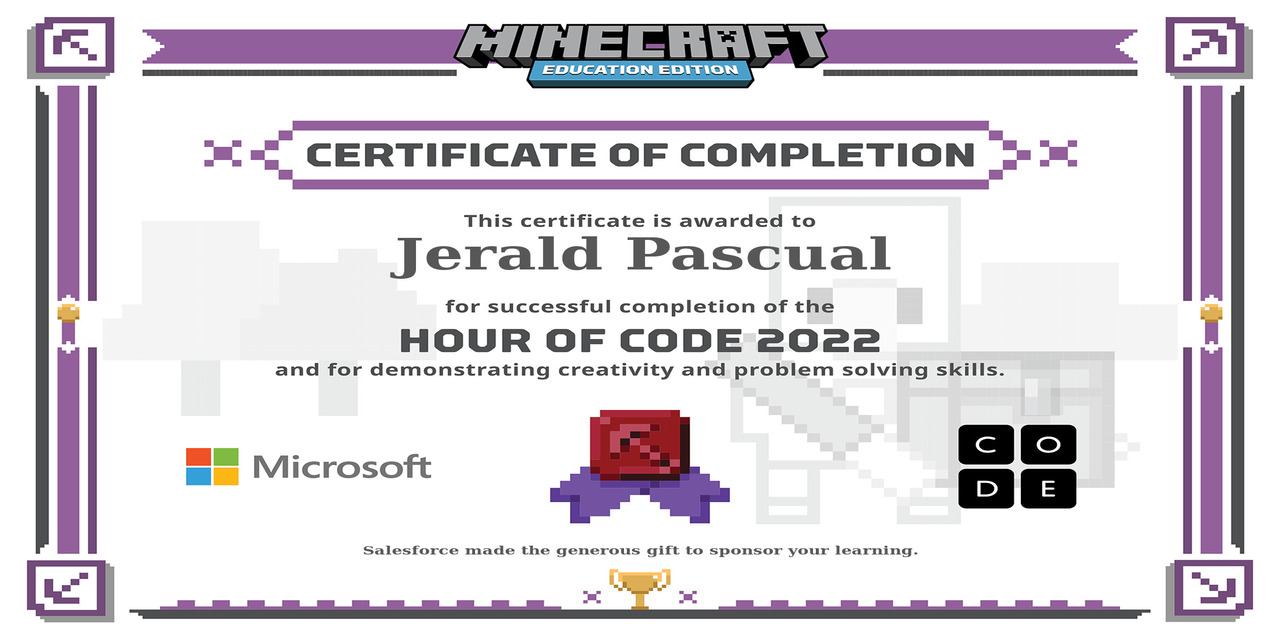 MINECRAFT
EDUCATION EDITION
CERTIFICATE OF COMPLETION
This certificate is awarded to
Jerald Pascual
for successful completion of the
HOUR OF CODE 2022
and for demonstrating creativity and problem solving skills.
Microsoft
C O
D E
Salesforce made the generous gift to sponsor your learning.